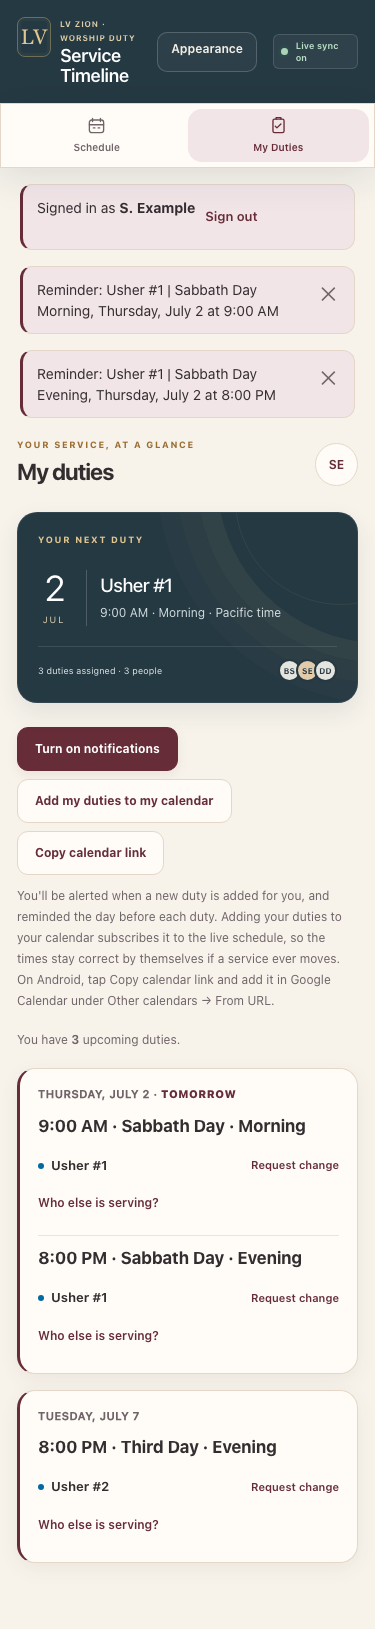 LV
LV ZION ·
WORSHIP DUTY
Service
Timeline
Appearance
Live sync
on
Schedule
My Duties
Signed in as S. Example
Sign out
Reminder: Usher #1 | Sabbath Day
Morning, Thursday, July 2 at 9:00 AM
Reminder: Usher #1 | Sabbath Day
Evening, Thursday, July 2 at 8:00 PM
YOUR SERVICE, AT A GLANCE
My duties
SE
YOUR NEXT DUTY
2
JUL
Usher #1
9:00 AM · Morning · Pacific time
3 duties assigned · 3 people
BS SE DD
Turn on notifications
Add my duties to my calendar
Copy calendar link
You'll be alerted when a new duty is added for you, and
reminded the day before each duty. Adding your duties to
your calendar subscribes it to the live schedule, so the
times stay correct by themselves if a service ever moves.
On Android, tap Copy calendar link and add it in Google
Calendar under Other calendars → From URL.
You have 3 upcoming duties.
THURSDAY, JULY 2 · TOMORROW
9:00 AM · Sabbath Day · Morning
Usher #1
Request change
Who else is serving?
8:00 PM · Sabbath Day · Evening
Usher #1
Request change
Who else is serving?
TUESDAY, JULY 7
8:00 PM · Third Day · Evening
Usher #2
Request change
Who else is serving?